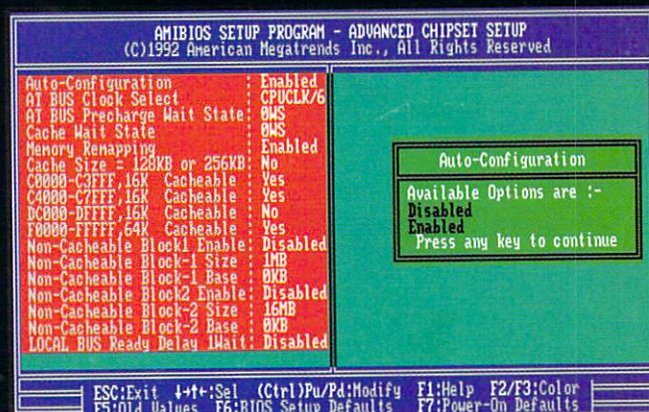 AMIBIOS SETUP PROGRAM - ADVANCED CHIPSET SETUP
(C)1992 American Megatrends Inc., All Rights Reserved
Auto-Configuration : Enabled
AT BUS Clock Select : CPUCLK/6
AT BUS Precharge Wait State: 0WS
Cache Wait State : 0WS
Memory Remapping : Enabled
Cache Size = 128KB or 256KB: No
C0000-C3FFF,16K Cacheable : Yes
C4000-C7FFF,16K Cacheable : Yes
DC000-DFFFF,16K Cacheable : No
F0000-FFFFF,64K Cacheable : Yes
Non-Cacheable Block1 Enable: Disabled
Non-Cacheable Block-1 Size : 1MB
Non-Cacheable Block-1 Base : 0KB
Non-Cacheable Block2 Enable: Disabled
Non-Cacheable Block-2 Size : 16MB
Non-Cacheable Block-2 Base : 0KB
LOCAL BUS Ready Delay 1Wait: Disabled
Auto-Configuration
Available Options are :-
Disabled
Enabled
Press any key to continue
ESC:Exit ↓→↑←:Sel (Ctrl)Pu/Pd:Modify F1:Help F2/F3:Color
F5:Old Values F6:BIOS Setup Defaults F7:Power-On Defaults